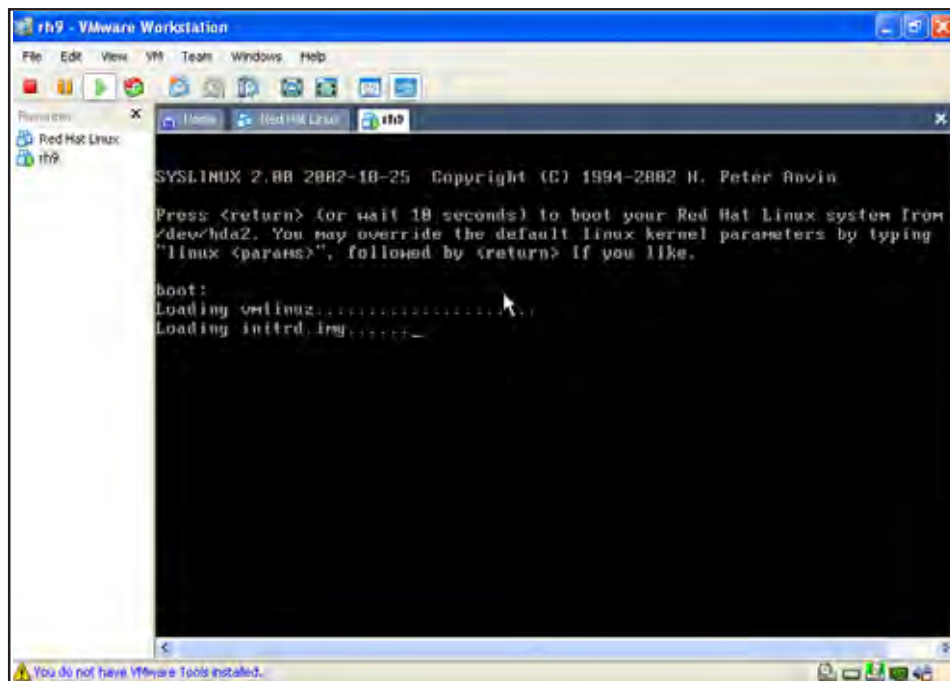 rh9 - VMware Workstation
File Edit View VM Team Windows Help
Favorites
Home Red Hat Linux rh9
Red Hat Linux
rh9
SYSLINUX 2.00 2002-10-25 Copyright (C) 1994-2002 H. Peter Anvin
Press <return> (or wait 10 seconds) to boot your Red Hat Linux system from
/dev/hda2. You may override the default linux kernel parameters by typing
"linux <params>", followed by <return> if you like.
boot:
Loading vmlinuz......................
Loading initrd.img......_
You do not have VMware Tools installed.